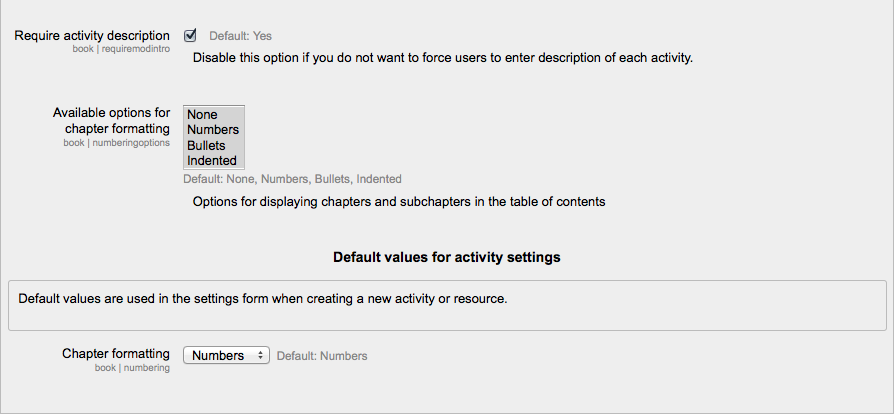 Require activity description Default: Yes
book | requiremodintro
Disable this option if you do not want to force users to enter description of each activity.
Available options for
chapter formatting
book | numberingoptions
None
Numbers
Bullets
Indented
Default: None, Numbers, Bullets, Indented
Options for displaying chapters and subchapters in the table of contents
Default values for activity settings
Default values are used in the settings form when creating a new activity or resource.
Chapter formatting Numbers Default: Numbers
book | numbering